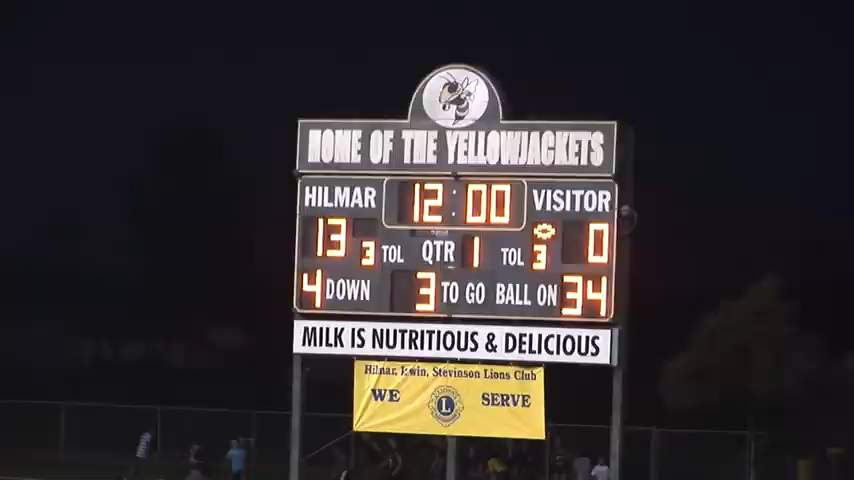 HOME OF THE YELLOWJACKETS
HILMAR 12:00 VISITOR
13 3 TOL QTR 1 TOL 3 0
4 DOWN 3 TO GO BALL ON 34
MILK IS NUTRITIOUS & DELICIOUS
Hilmar, Irwin, Stevinson Lions Club
WE L SERVE